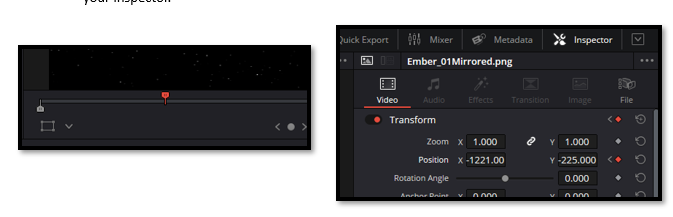 your inspector.
Quick Export Mixer Metadata Inspector
Ember_01Mirrored.png
Video Audio Effects Transition Image File
Transform
Zoom X 1.000 Y 1.000
Position X -1221.00 Y -225.000
Rotation Angle 0.000
Anchor Point X 0.000 Y 0.000